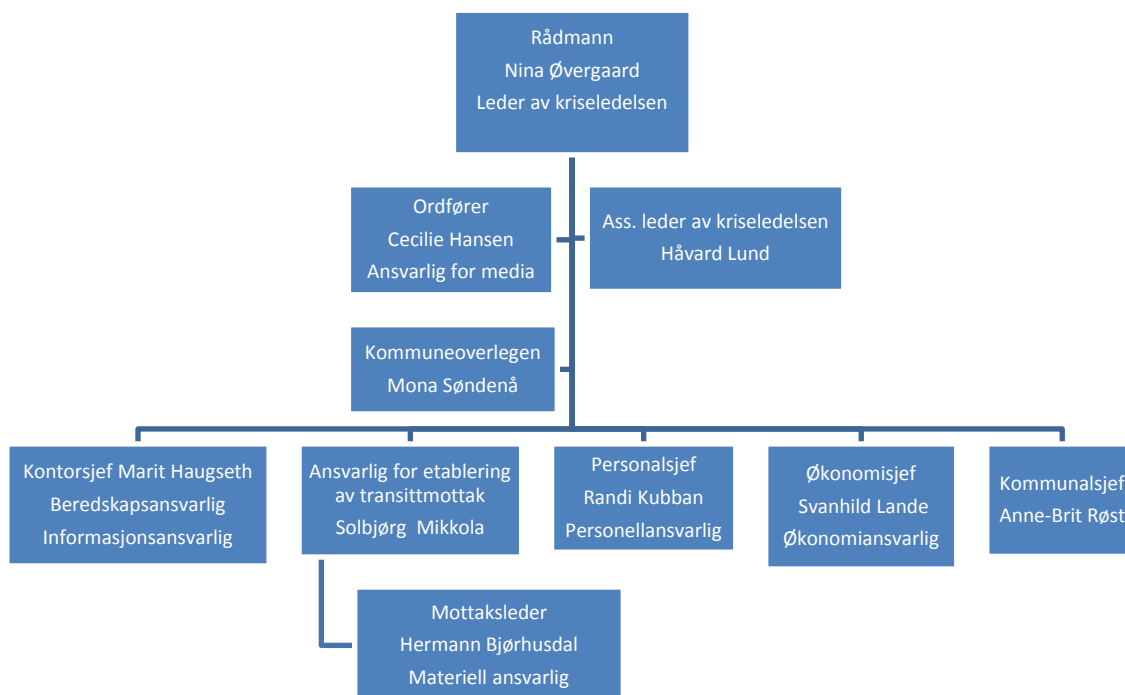 Rådmann
Nina Øvergaard
Leder av kriseledelsen
Ordfører
Cecilie Hansen
Ansvarlig for media
Ass. leder av kriseledelsen
Håvard Lund
Kommuneoverlegen
Mona Søndenå
Kontorsjef Marit Haugseth
Beredskapsansvarlig
Informasjonsansvarlig
Ansvarlig for etablering
av transittmottak
Solbjørg Mikkola
Personalsjef
Randi Kubban
Personellansvarlig
Økonomisjef
Svanhild Lande
Økonomiansvarlig
Kommunalsjef
Anne-Brit Røst
Mottaksleder
Hermann Bjørhusdal
Materiell ansvarlig